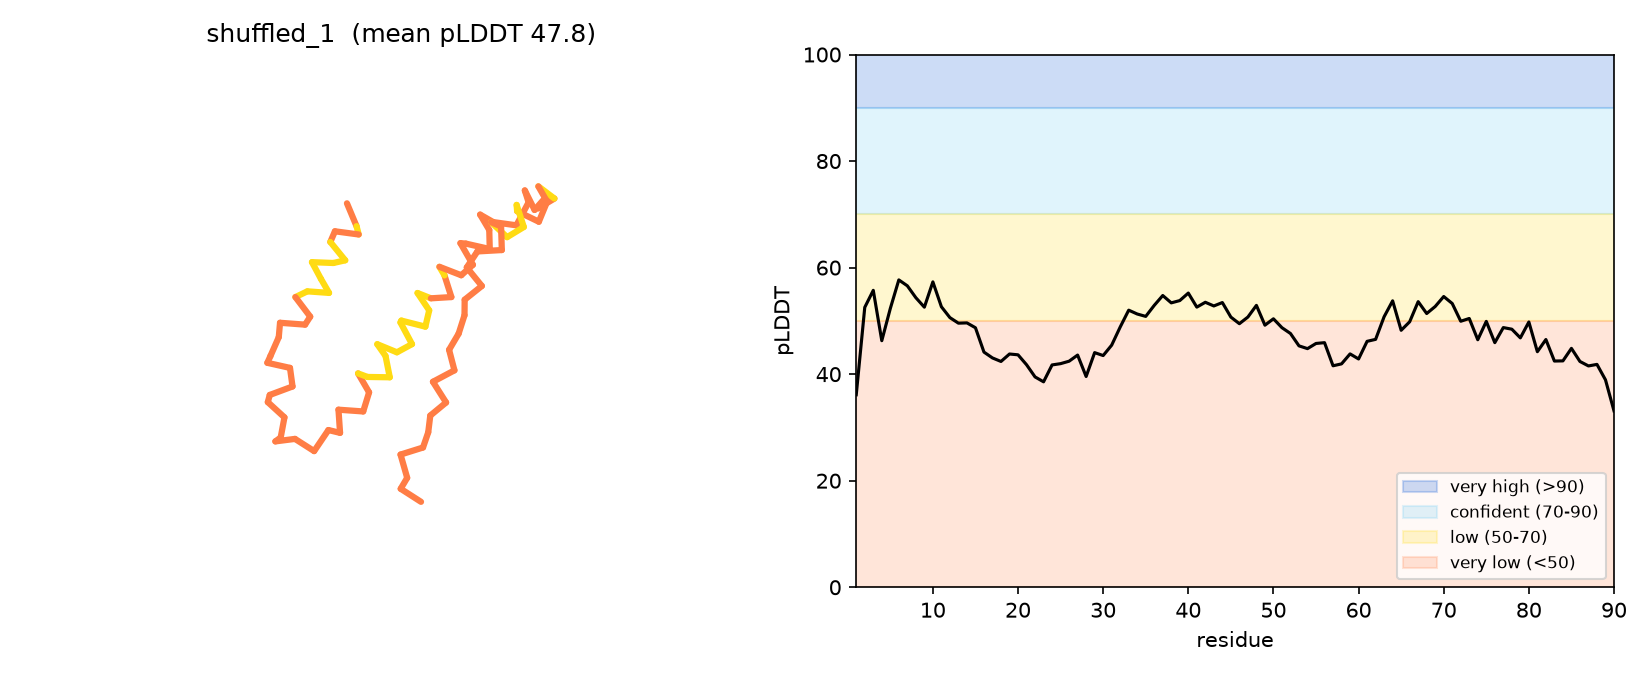 shuffled_1  (mean pLDDT 47.8)
100
80
60
40
20
0
pLDDT
very high (>90)
confident (70-90)
low (50-70)
very low (<50)
10 20 30 40 50 60 70 80 90
residue